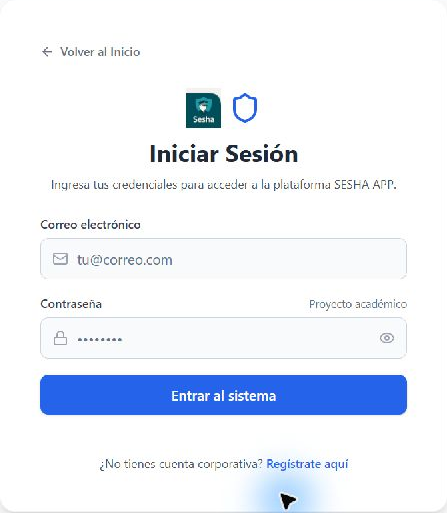 Volver al Inicio
Sesha
Iniciar Sesión
Ingresa tus credenciales para acceder a la plataforma SESHA APP.
Correo electrónico
tu@correo.com
Contraseña Proyecto académico
••••••••
Entrar al sistema
¿No tienes cuenta corporativa? Regístrate aquí